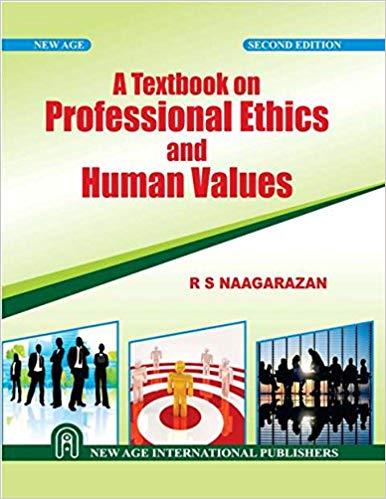 NEW AGE
SECOND EDITION
A Textbook on
Professional Ethics
and
Human Values
R S NAAGARAZAN
NEW AGE INTERNATIONAL PUBLISHERS